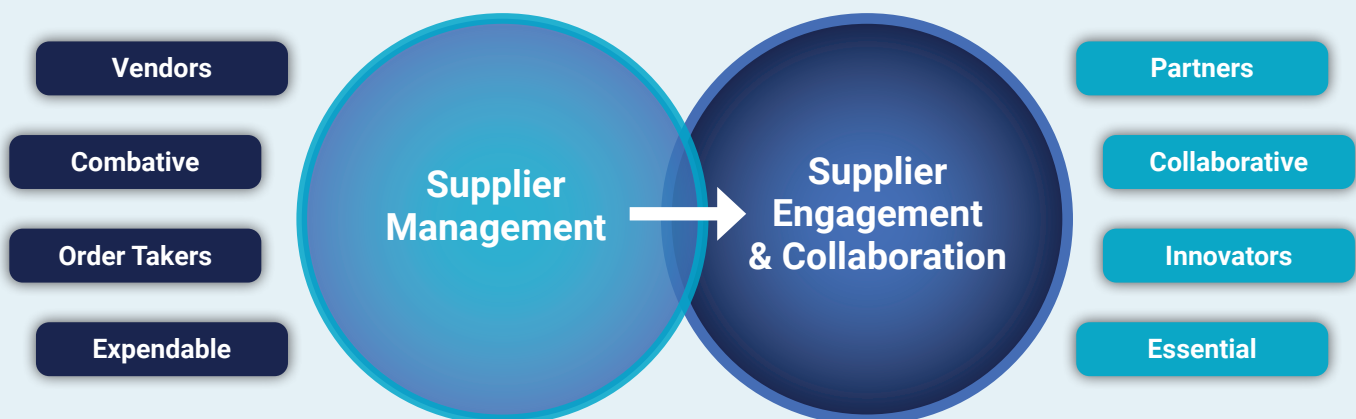 Vendors
Combative
Order Takers
Expendable
Supplier
Management
Supplier
Engagement
& Collaboration
Partners
Collaborative
Innovators
Essential